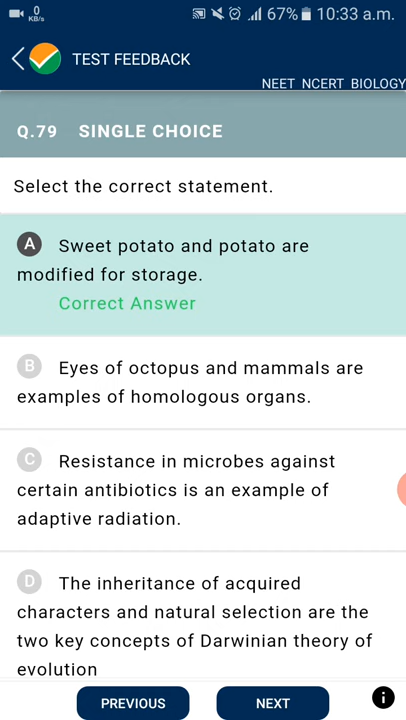 0
KB/s
67%
10:33 a.m.
TEST FEEDBACK
NEET NCERT BIOLOGY
Q.79 SINGLE CHOICE
Select the correct statement.
A Sweet potato and potato are
modified for storage.
Correct Answer
B Eyes of octopus and mammals are
examples of homologous organs.
C Resistance in microbes against
certain antibiotics is an example of
adaptive radiation.
D The inheritance of acquired
characters and natural selection are the
two key concepts of Darwinian theory of
evolution
PREVIOUS
NEXT
i